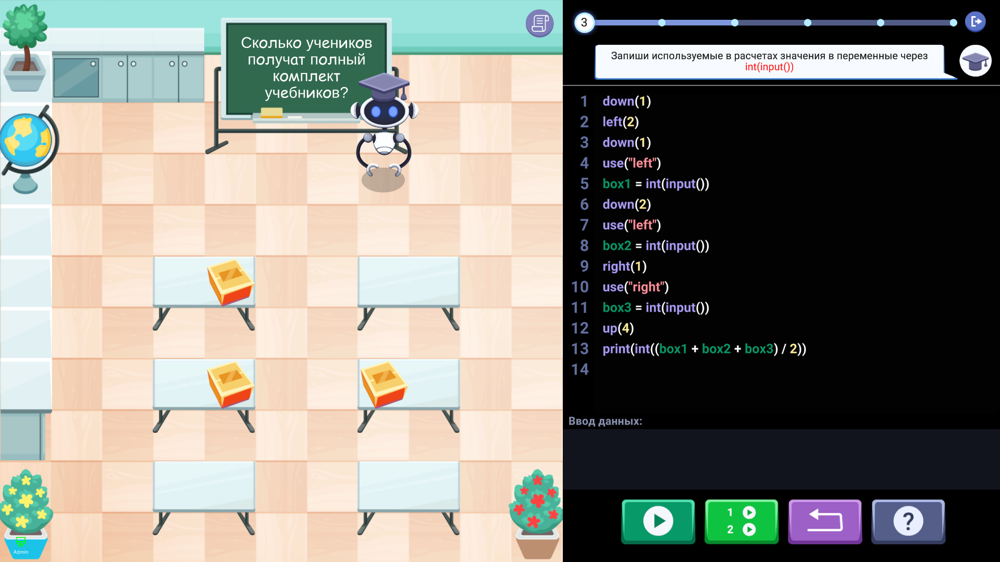 Сколько учеников
получат полный
комплект
учебников?
Admin
3
Запиши используемые в расчетах значения в переменные через
int(input())
1 down(1)
2 left(2)
3 down(1)
4 use("left")
5 box1 = int(input())
6 down(2)
7 use("left")
8 box2 = int(input())
9 right(1)
10 use("right")
11 box3 = int(input())
12 up(4)
13 print(int((box1 + box2 + box3) / 2))
14
Ввод данных:
1
2
?